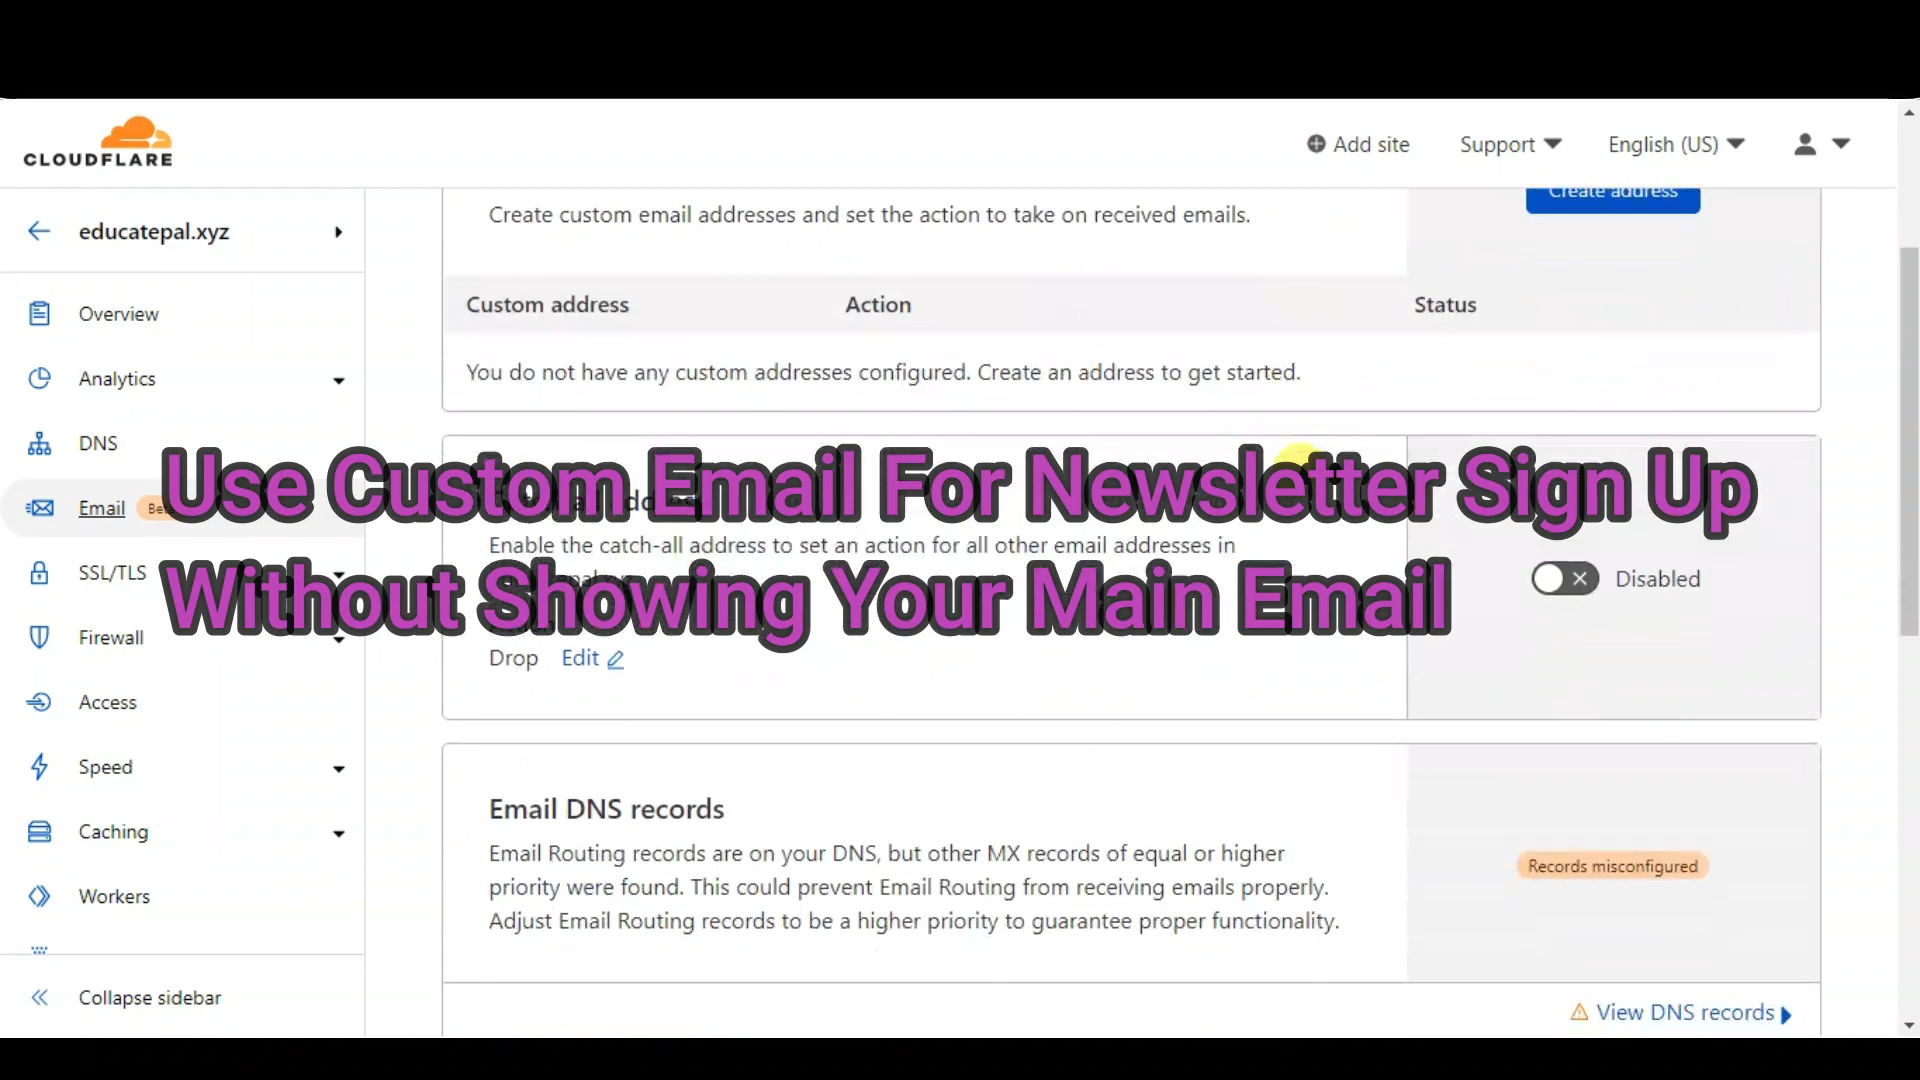 CLOUDFLARE
Add site
Support
English (US)
educatepal.xyz
Create address
Create custom email addresses and set the action to take on received emails.
Custom address
Action
Status
You do not have any custom addresses configured. Create an address to get started.
Overview
Analytics
DNS
Email
SSL/TLS
Firewall
Access
Speed
Caching
Workers
Collapse sidebar
Use Custom Email For Newsletter Sign Up
Without Showing Your Main Email
Enable the catch-all address to set an action for all other email addresses in
Disabled
Drop
Edit
Email DNS records
Email Routing records are on your DNS, but other MX records of equal or higher
priority were found. This could prevent Email Routing from receiving emails properly.
Adjust Email Routing records to be a higher priority to guarantee proper functionality.
Records misconfigured
View DNS records